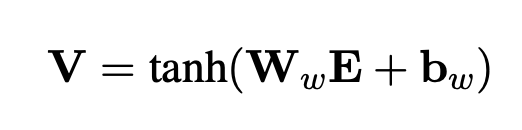 V = tanh(W_w E + b_w)